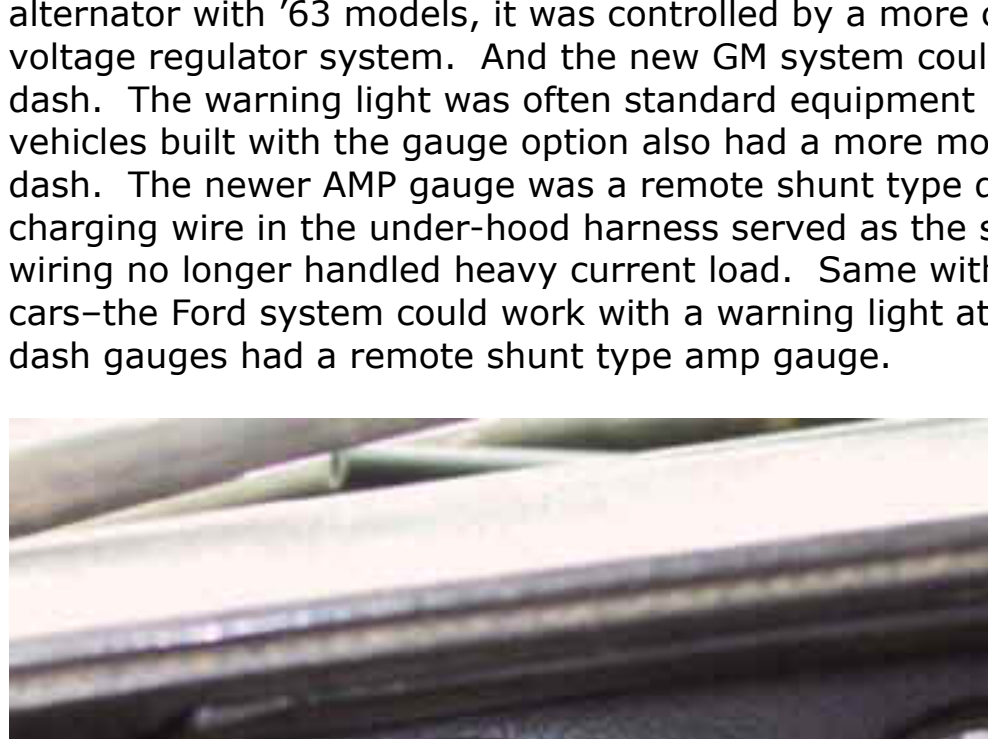 alternator with ’63 models, it was controlled by a more
voltage regulator system.  And the new GM system coul
dash.  The warning light was often standard equipment
vehicles built with the gauge option also had a more mo
dash.  The newer AMP gauge was a remote shunt type
charging wire in the under-hood harness served as the s
wiring no longer handled heavy current load.  Same with
cars–the Ford system could work with a warning light at
dash gauges had a remote shunt type amp gauge.